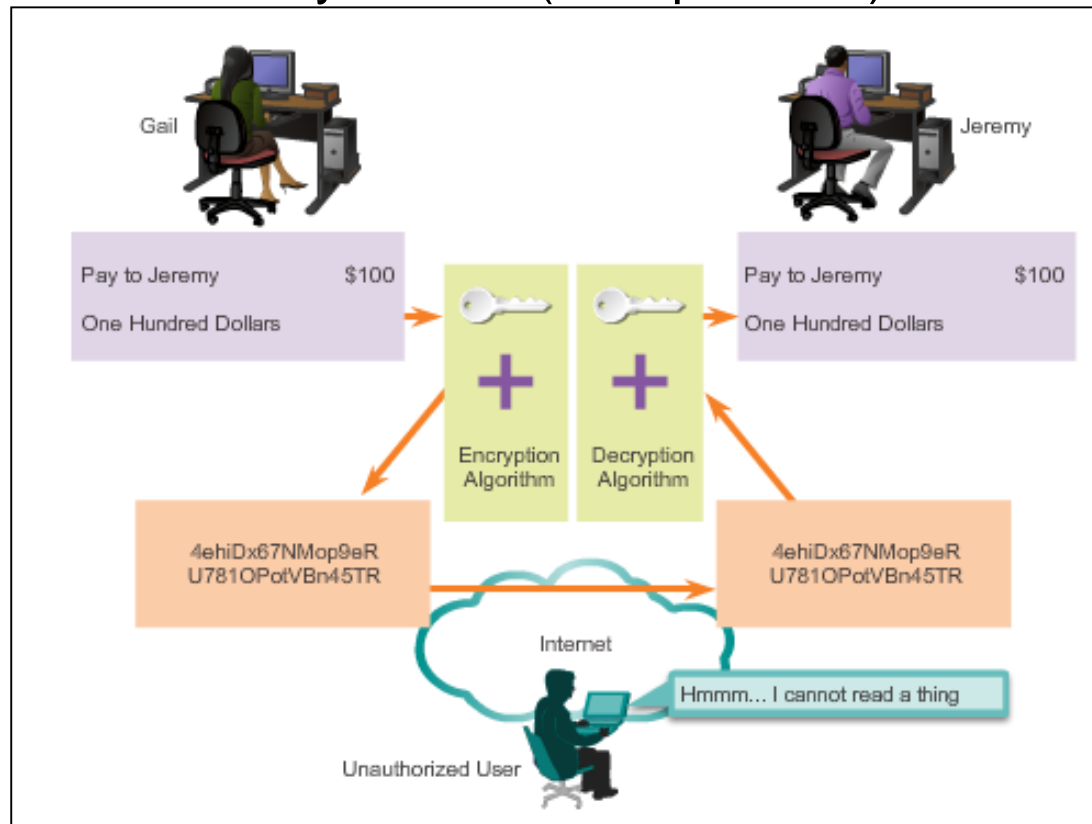 Gail
Jeremy
Pay to Jeremy $100
One Hundred Dollars
Pay to Jeremy $100
One Hundred Dollars
Encryption
Algorithm
Decryption
Algorithm
4ehiDx67NMop9eR
U781OPotVBn45TR
4ehiDx67NMop9eR
U781OPotVBn45TR
Internet
Hmmm... I cannot read a thing
Unauthorized User